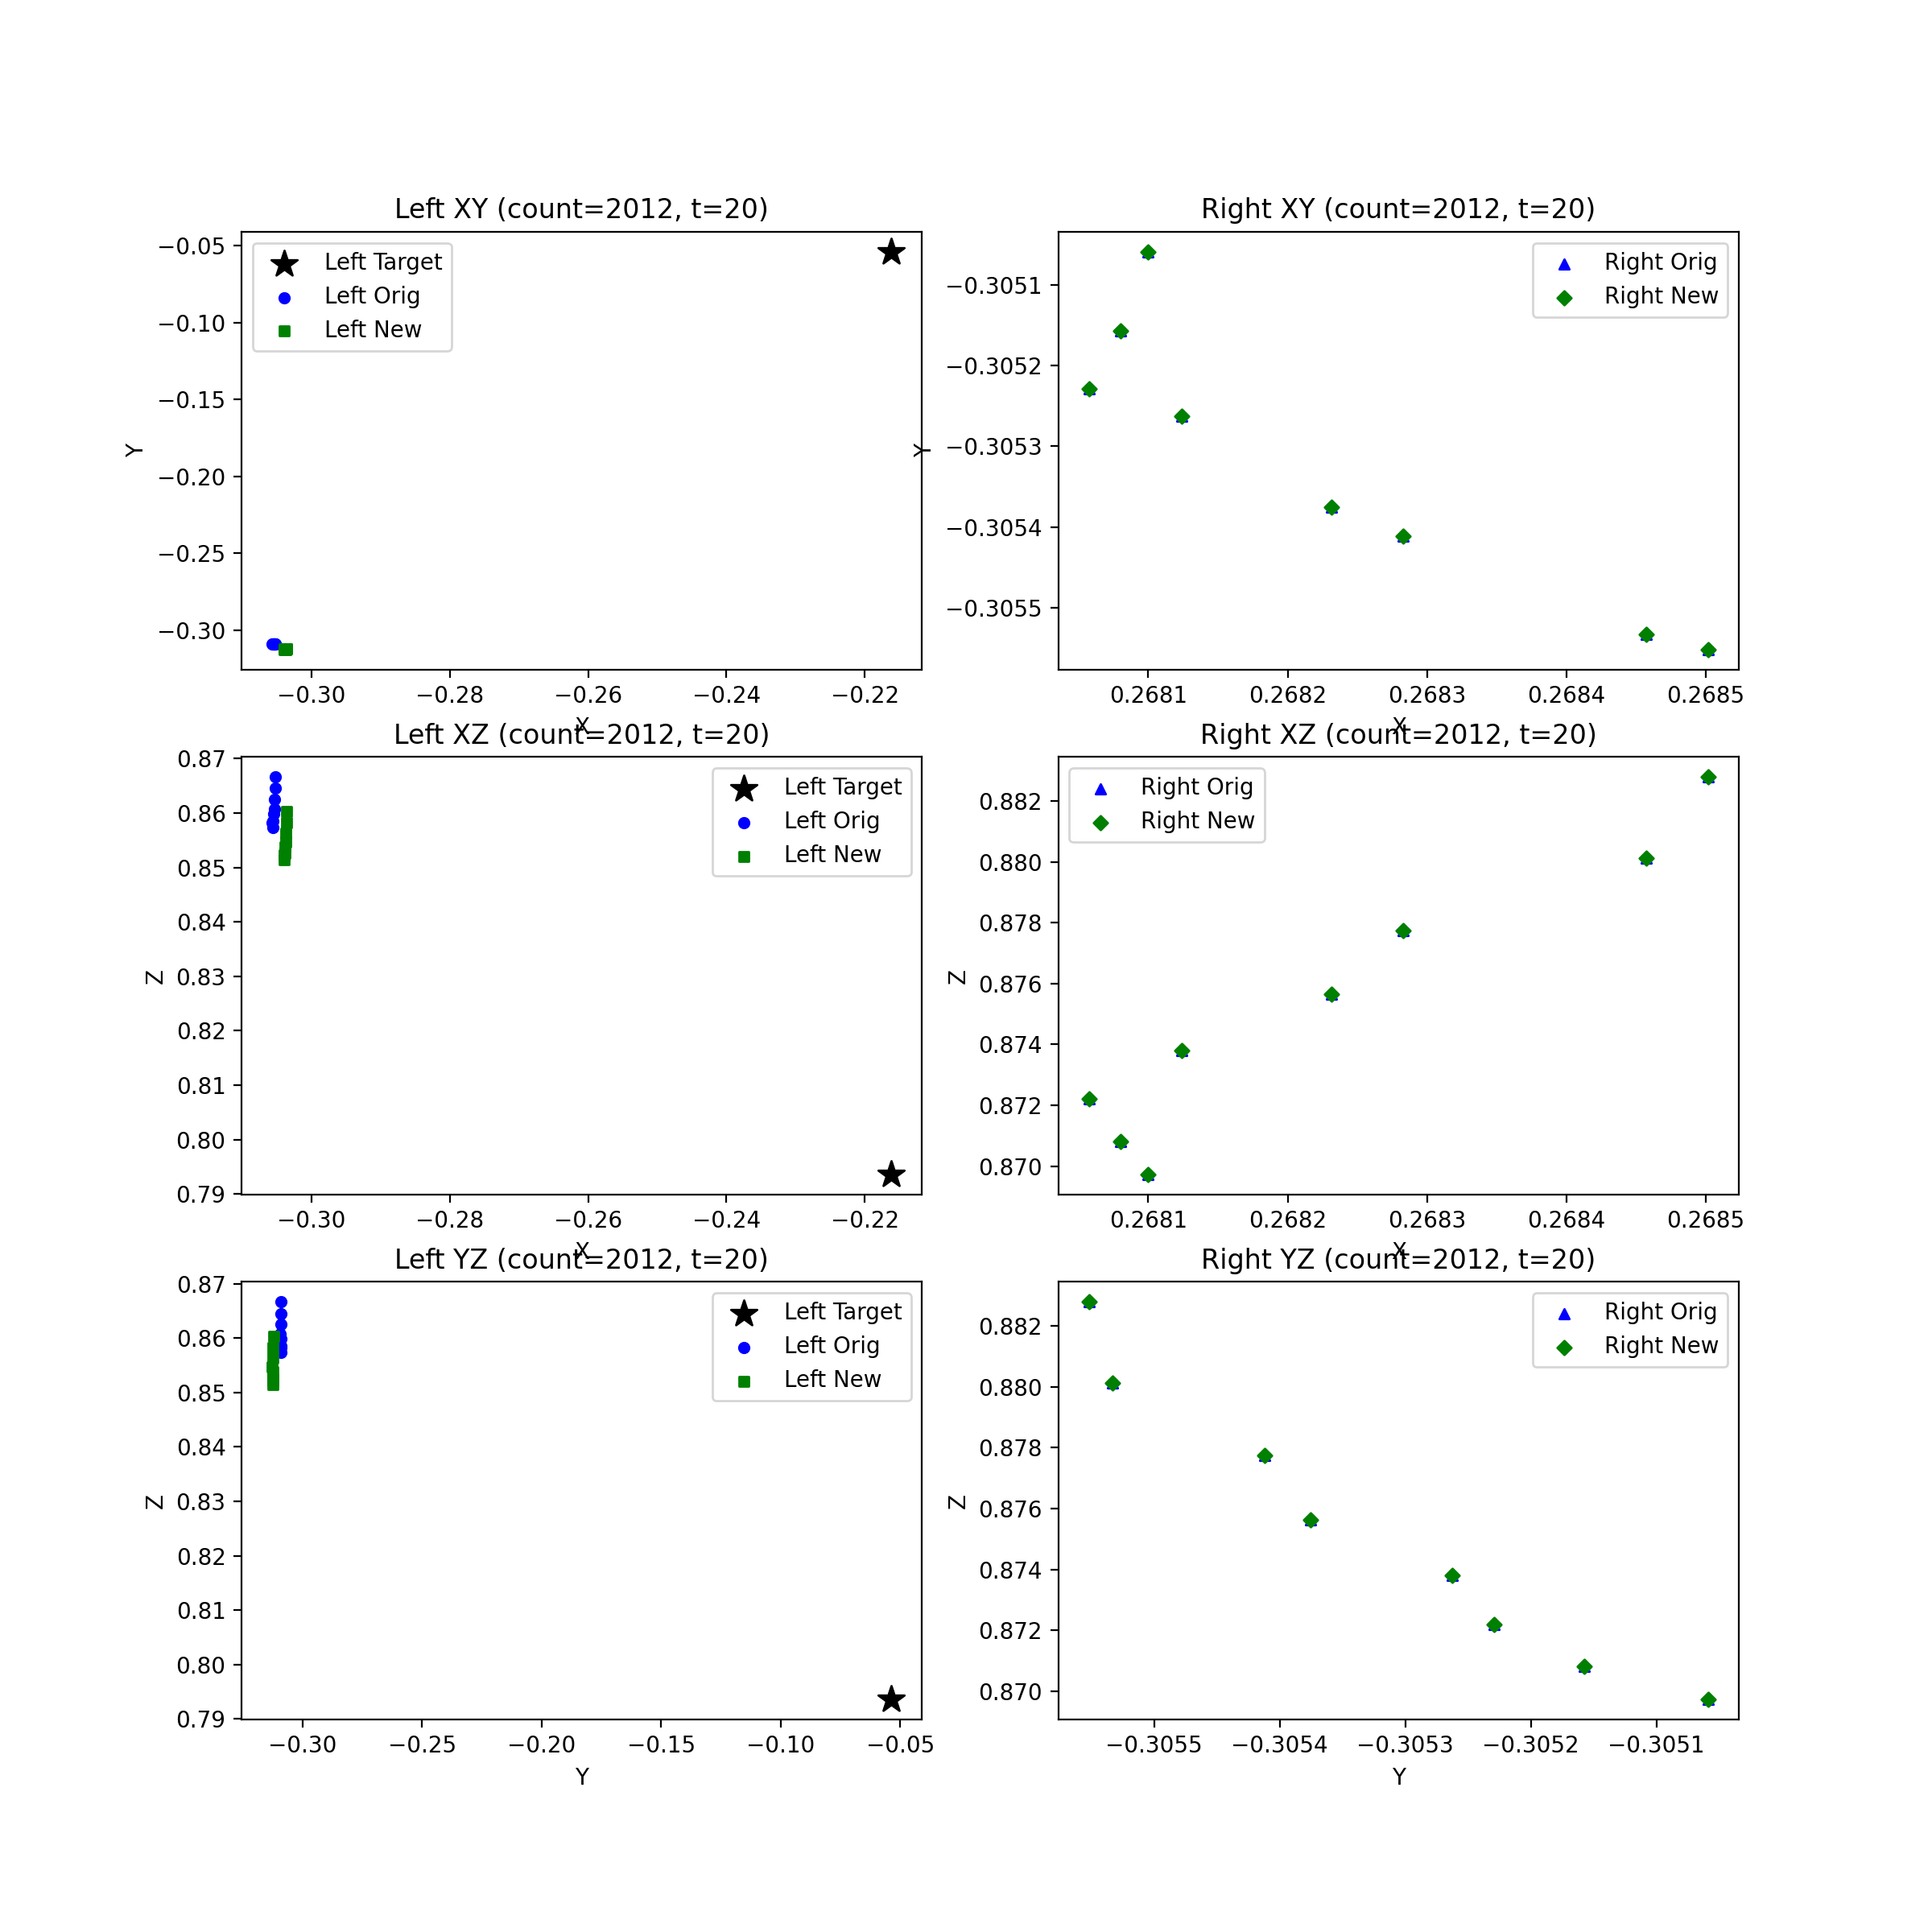 Left XY (count=2012, t=20)
Left Target
Left Orig
Left New
−0.05
−0.10
−0.15
−0.20
−0.25
−0.30
Y
−0.30 −0.28 −0.26 −0.24 −0.22
X
Right XY (count=2012, t=20)
Right Orig
Right New
−0.3051
−0.3052
−0.3053
−0.3054
−0.3055
Y
0.2681 0.2682 0.2683 0.2684 0.2685
X
Left XZ (count=2012, t=20)
Left Target
Left Orig
Left New
0.87
0.86
0.85
0.84
0.83
0.82
0.81
0.80
0.79
Z
−0.30 −0.28 −0.26 −0.24 −0.22
X
Right XZ (count=2012, t=20)
Right Orig
Right New
0.882
0.880
0.878
0.876
0.874
0.872
0.870
Z
0.2681 0.2682 0.2683 0.2684 0.2685
X
Left YZ (count=2012, t=20)
Left Target
Left Orig
Left New
0.87
0.86
0.85
0.84
0.83
0.82
0.81
0.80
0.79
Z
−0.30 −0.25 −0.20 −0.15 −0.10 −0.05
Y
Right YZ (count=2012, t=20)
Right Orig
Right New
0.882
0.880
0.878
0.876
0.874
0.872
0.870
Z
−0.3055 −0.3054 −0.3053 −0.3052 −0.3051
Y